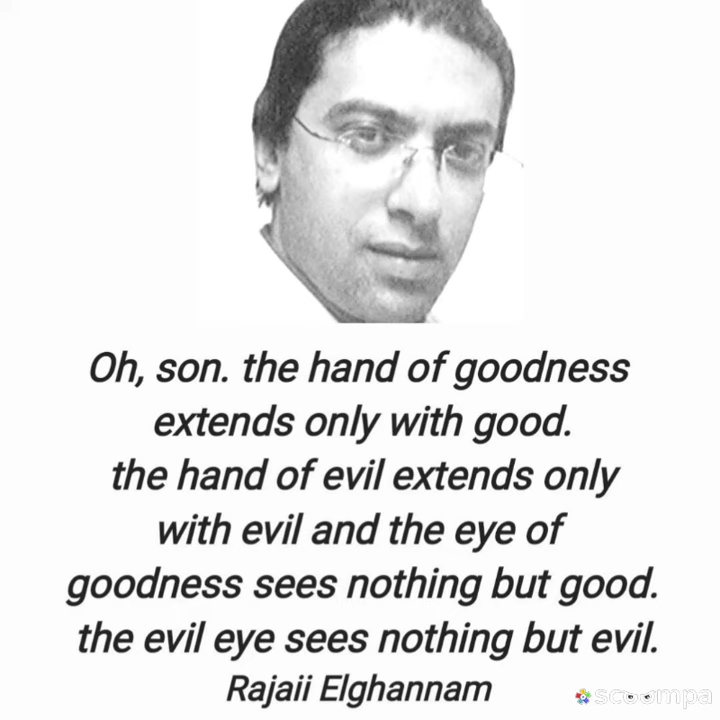 Oh, son. the hand of goodness
extends only with good.
the hand of evil extends only
with evil and the eye of
goodness sees nothing but good.
the evil eye sees nothing but evil.
Rajaii Elghannam
scoompa